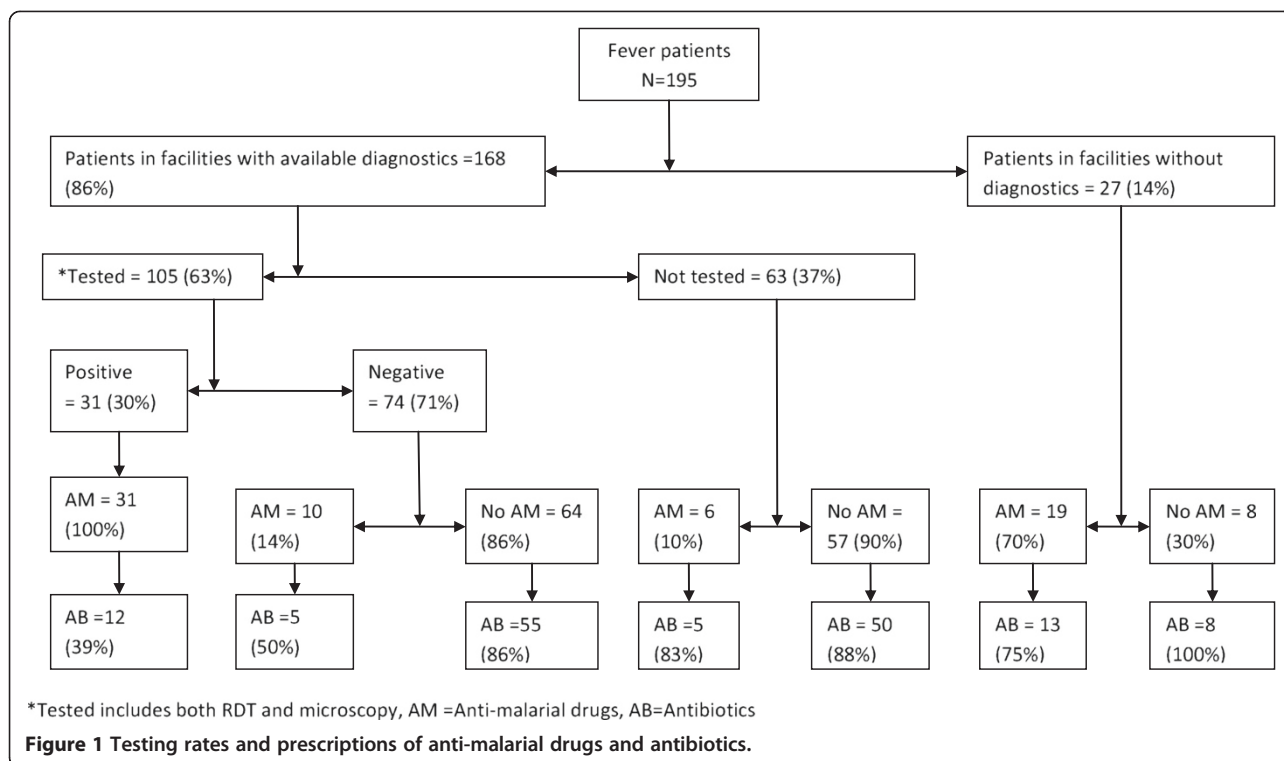 Fever patients
N=195
Patients in facilities with available diagnostics =168
(86%)
Patients in facilities without
diagnostics = 27 (14%)
*Tested = 105 (63%)
Not tested = 63 (37%)
Positive
= 31 (30%)
Negative
= 74 (71%)
AM = 31
(100%)
AM = 10
(14%)
No AM = 64
(86%)
AM = 6
(10%)
No AM =
57 (90%)
AM = 19
(70%)
No AM = 8
(30%)
AB =12
(39%)
AB =5
(50%)
AB =55
(86%)
AB =5
(83%)
AB = 50
(88%)
AB = 13
(75%)
AB =8
(100%)
*Tested includes both RDT and microscopy, AM =Anti-malarial drugs, AB=Antibiotics
Figure 1 Testing rates and prescriptions of anti-malarial drugs and antibiotics.